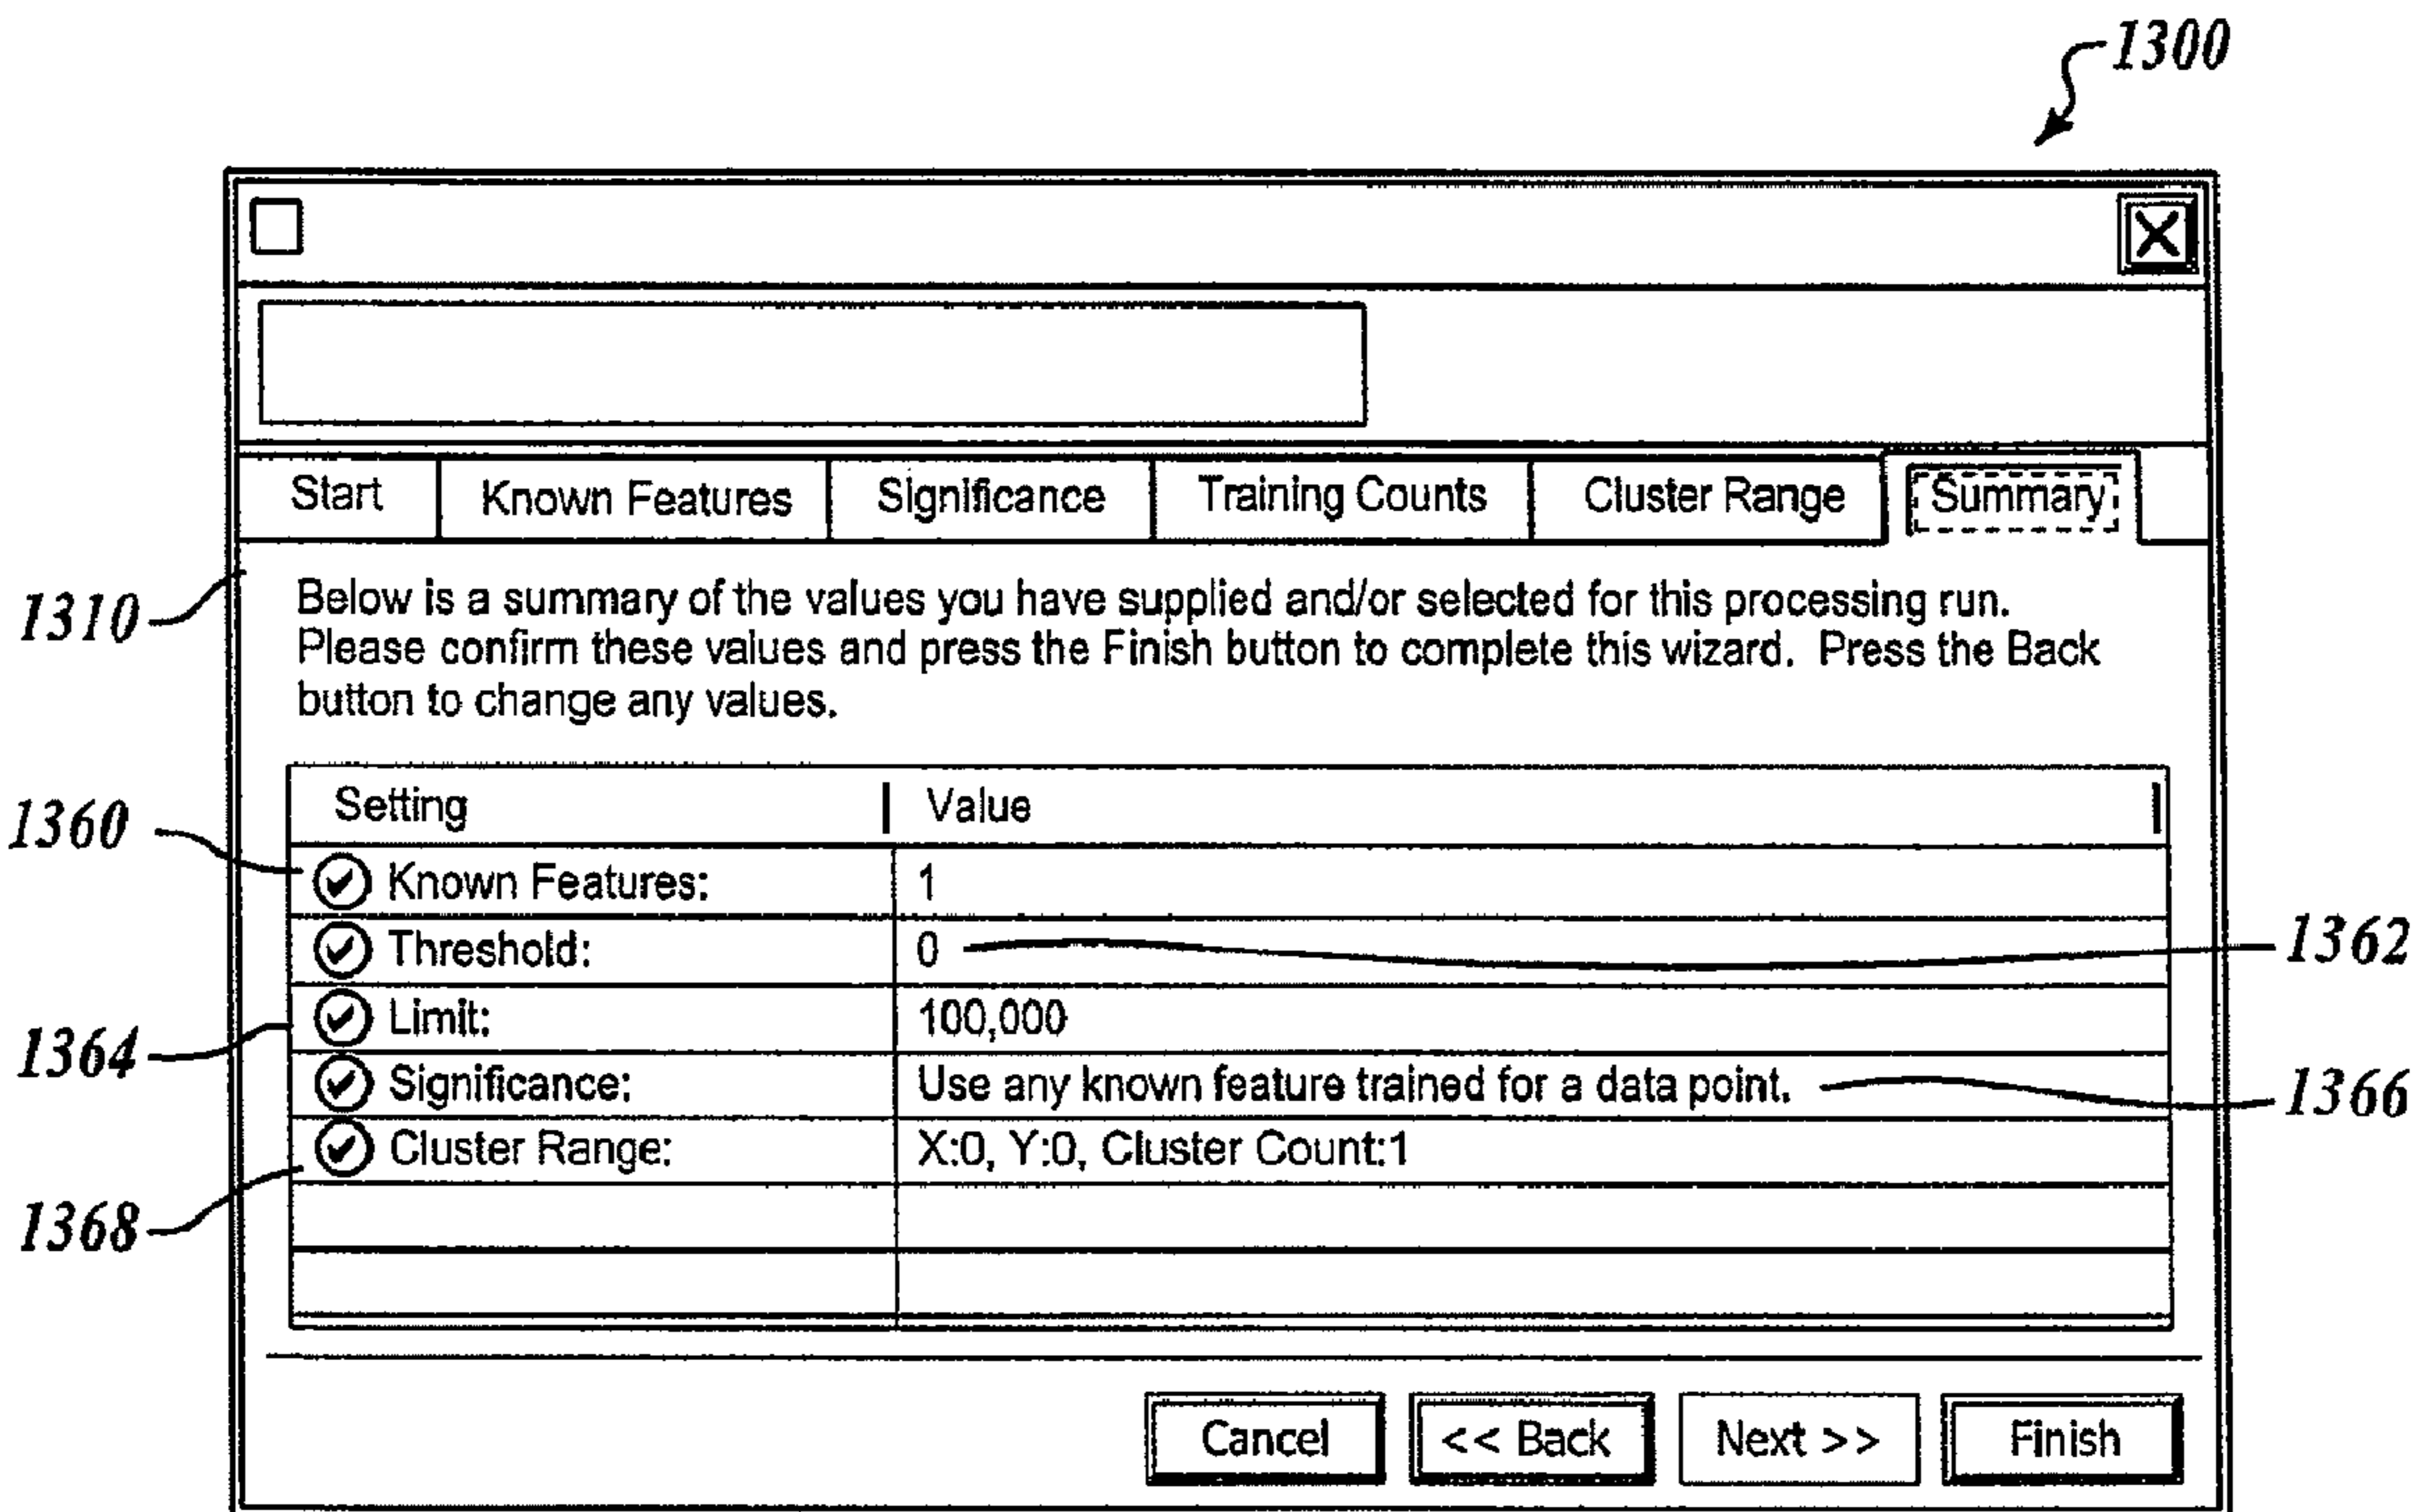 1300
Start Known Features Significance Training Counts Cluster Range Summary
1310
Below is a summary of the values you have supplied and/or selected for this processing run.
Please confirm these values and press the Finish button to complete this wizard. Press the Back
button to change any values.
Setting Value
1360
Known Features: 1
Threshold: 0
1362
Limit: 100,000
1364
Significance: Use any known feature trained for a data point.
1366
Cluster Range: X:0, Y:0, Cluster Count:1
1368
Cancel << Back Next >> Finish